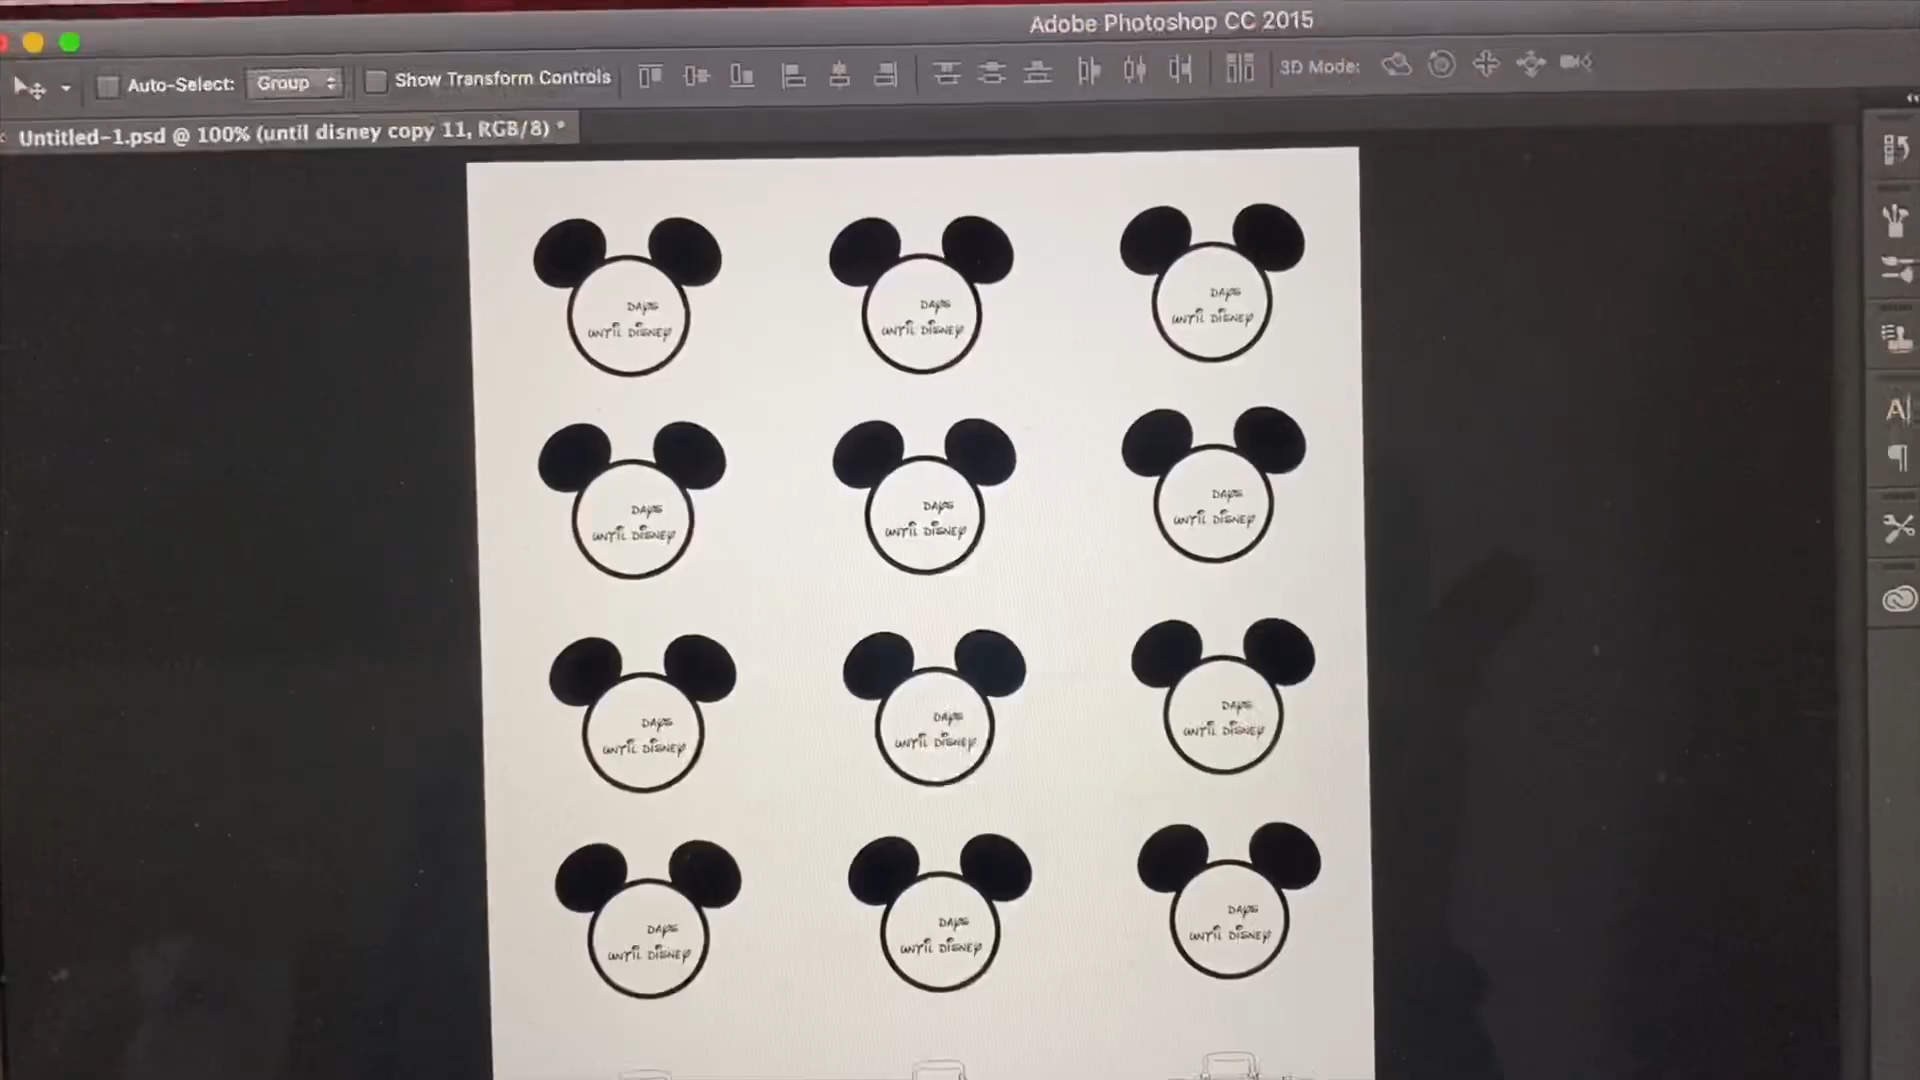 Adobe Photoshop CC 2015
Auto-Select: Group Show Transform Controls 3D Mode:
Untitled-1.psd @ 100% (until disney copy 11, RGB/8) *
DAYS DAYS DAYS
UNTIL DISNEY UNTIL DISNEY UNTIL DISNEY
DAYS DAYS DAYS
UNTIL DISNEY UNTIL DISNEY UNTIL DISNEY
DAYS DAYS DAYS
UNTIL DISNEY UNTIL DISNEY UNTIL DISNEY
DAYS DAYS DAYS
UNTIL DISNEY UNTIL DISNEY UNTIL DISNEY